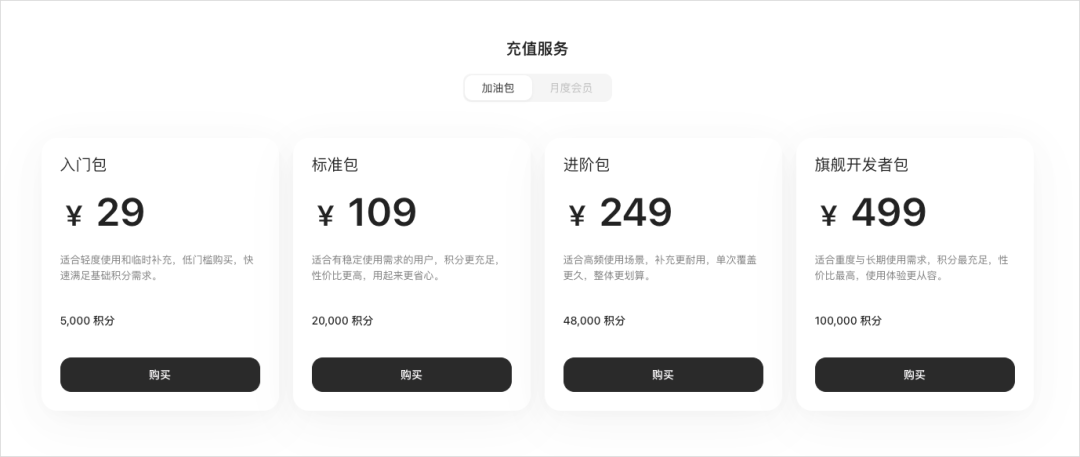 充值服务
加油包
月度会员
入门包
¥ 29
适合轻度使用和临时补充，低门槛购买，快
速满足基础积分需求。
5,000 积分
购买
标准包
¥ 109
适合有稳定使用需求的用户，积分更充足，
性价比更高，用起来更省心。
20,000 积分
购买
进阶包
¥ 249
适合高频使用场景，补充更耐用，单次覆盖
更久，整体更划算。
48,000 积分
购买
旗舰开发者包
¥ 499
适合重度与长期使用需求，积分最充足，性
价比最高，使用体验更从容。
100,000 积分
购买